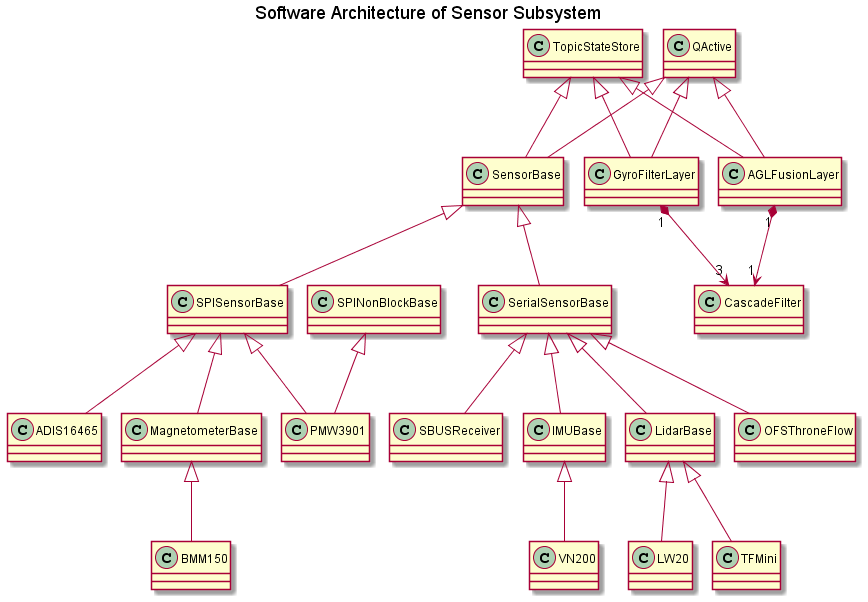 Software Architecture of Sensor Subsystem
C TopicStateStore
C QActive
C SensorBase
C GyroFilterLayer
C AGLFusionLayer
1
1
3
1
C SPISensorBase
C SPINonBlockBase
C SerialSensorBase
C CascadeFilter
C ADIS16465
C MagnetometerBase
C PMW3901
C SBUSReceiver
C IMUBase
C LidarBase
C OFSThroneFlow
C BMM150
C VN200
C LW20
C TFMini